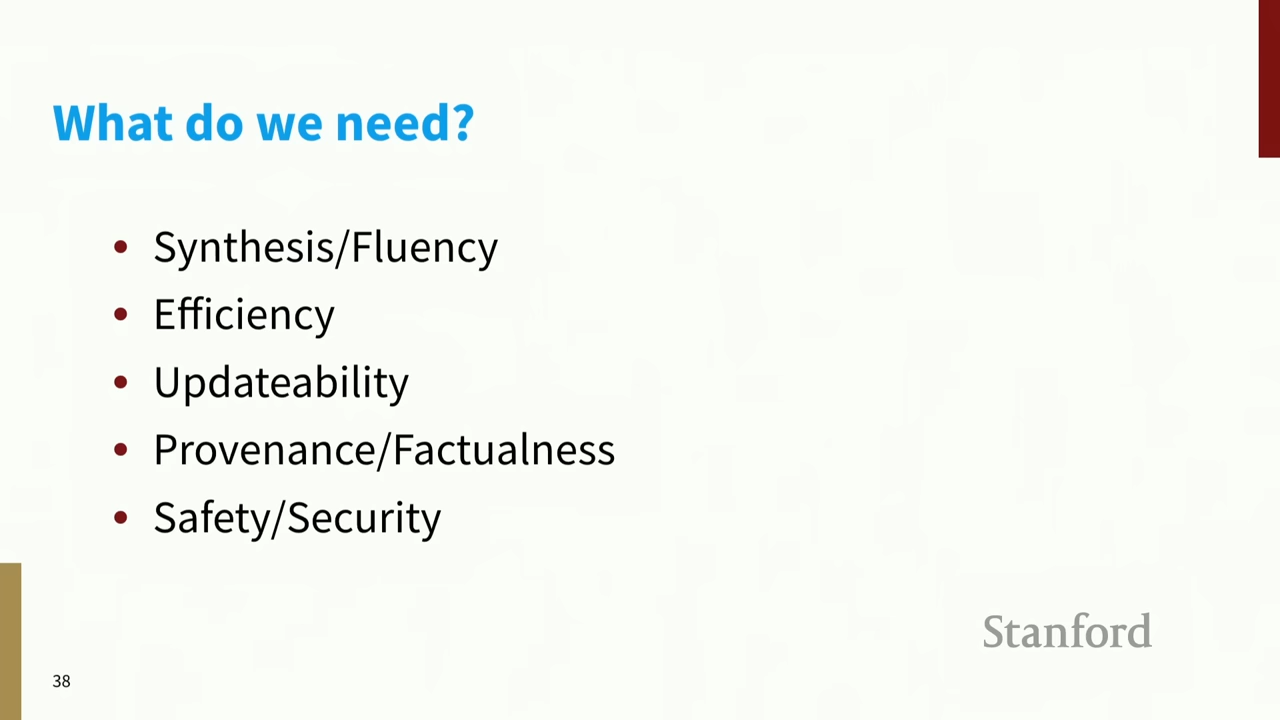 What do we need?
• Synthesis/Fluency
• Efficiency
• Updateability
• Provenance/Factualness
• Safety/Security
Stanford
38